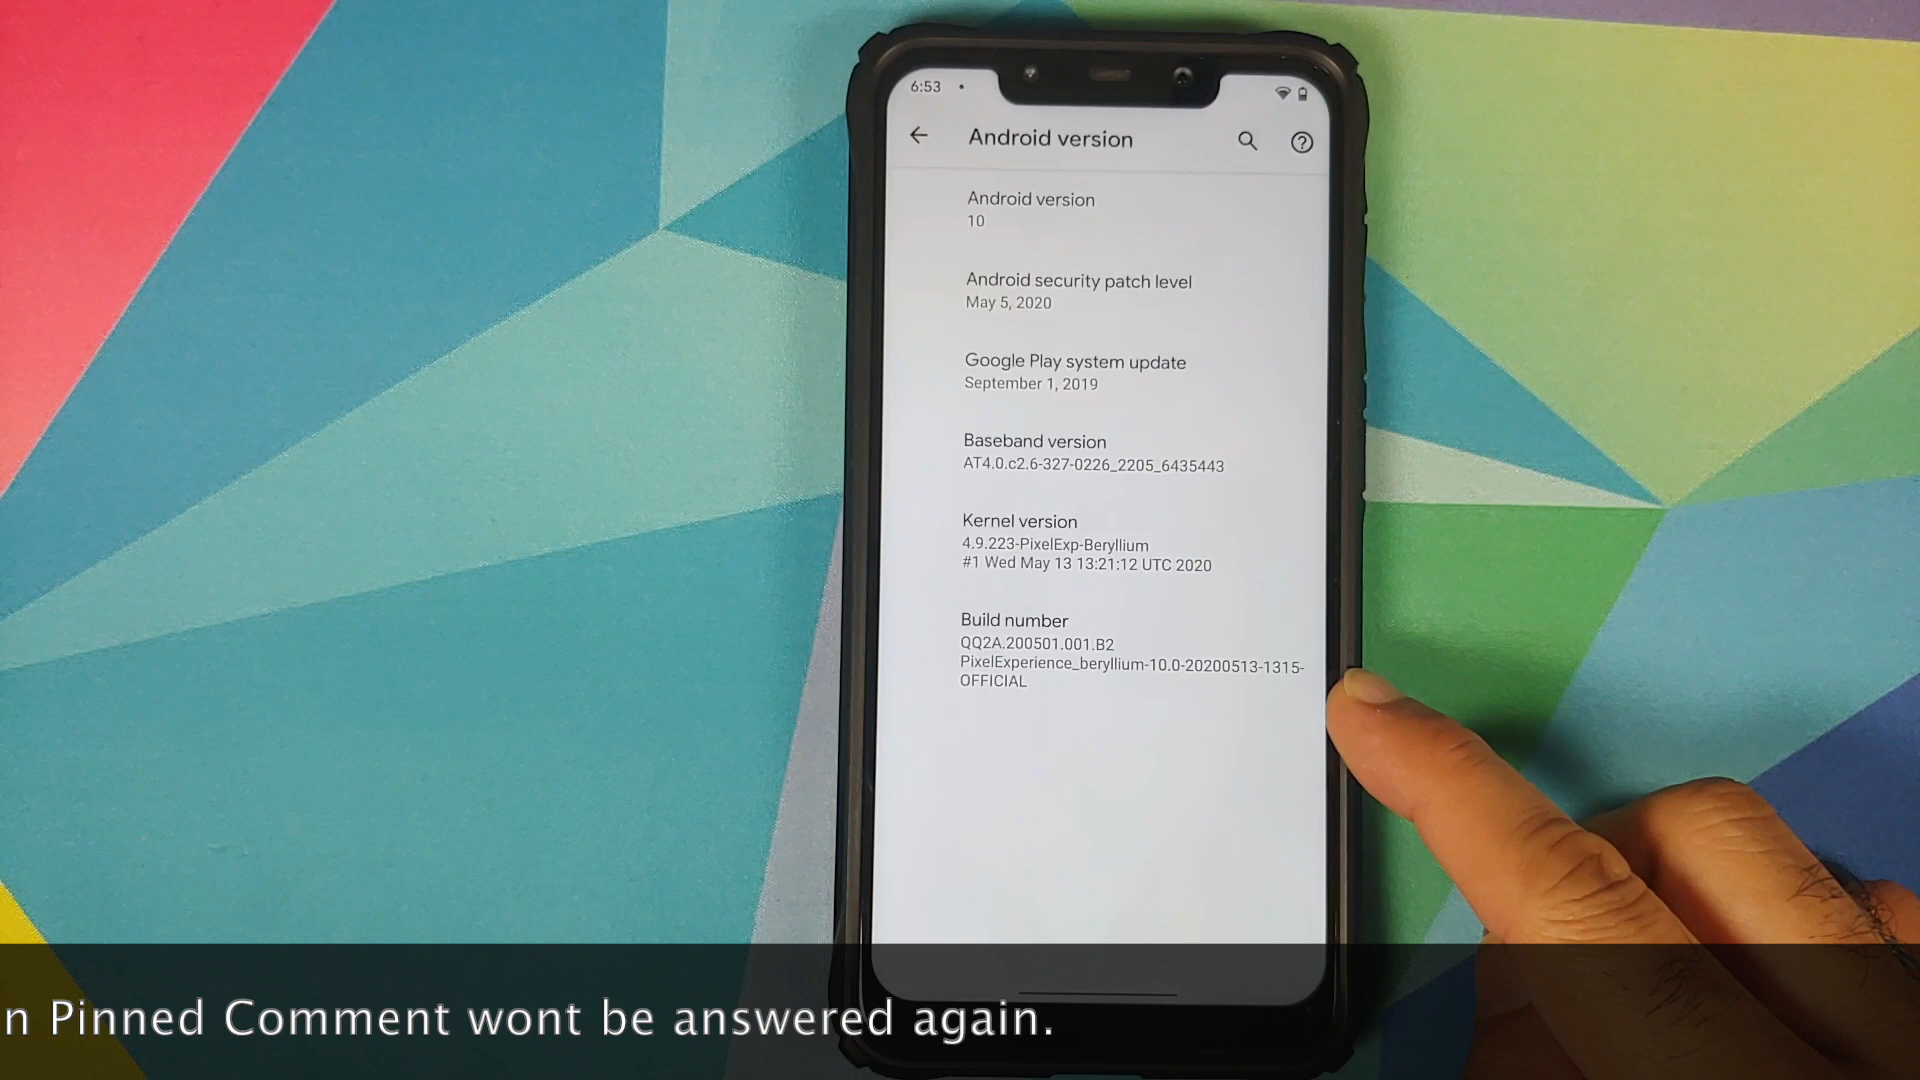 6:53
Android version
Android version
10
Android security patch level
May 5, 2020
Google Play system update
September 1, 2019
Baseband version
AT4.0.c2.6-327-0226_2205_6435443
Kernel version
4.9.223-PixelExp-Beryllium
#1 Wed May 13 13:21:12 UTC 2020
Build number
QQ2A.200501.001.B2
PixelExperience_beryllium-10.0-20200513-1315-
OFFICIAL
n Pinned Comment wont be answered again.